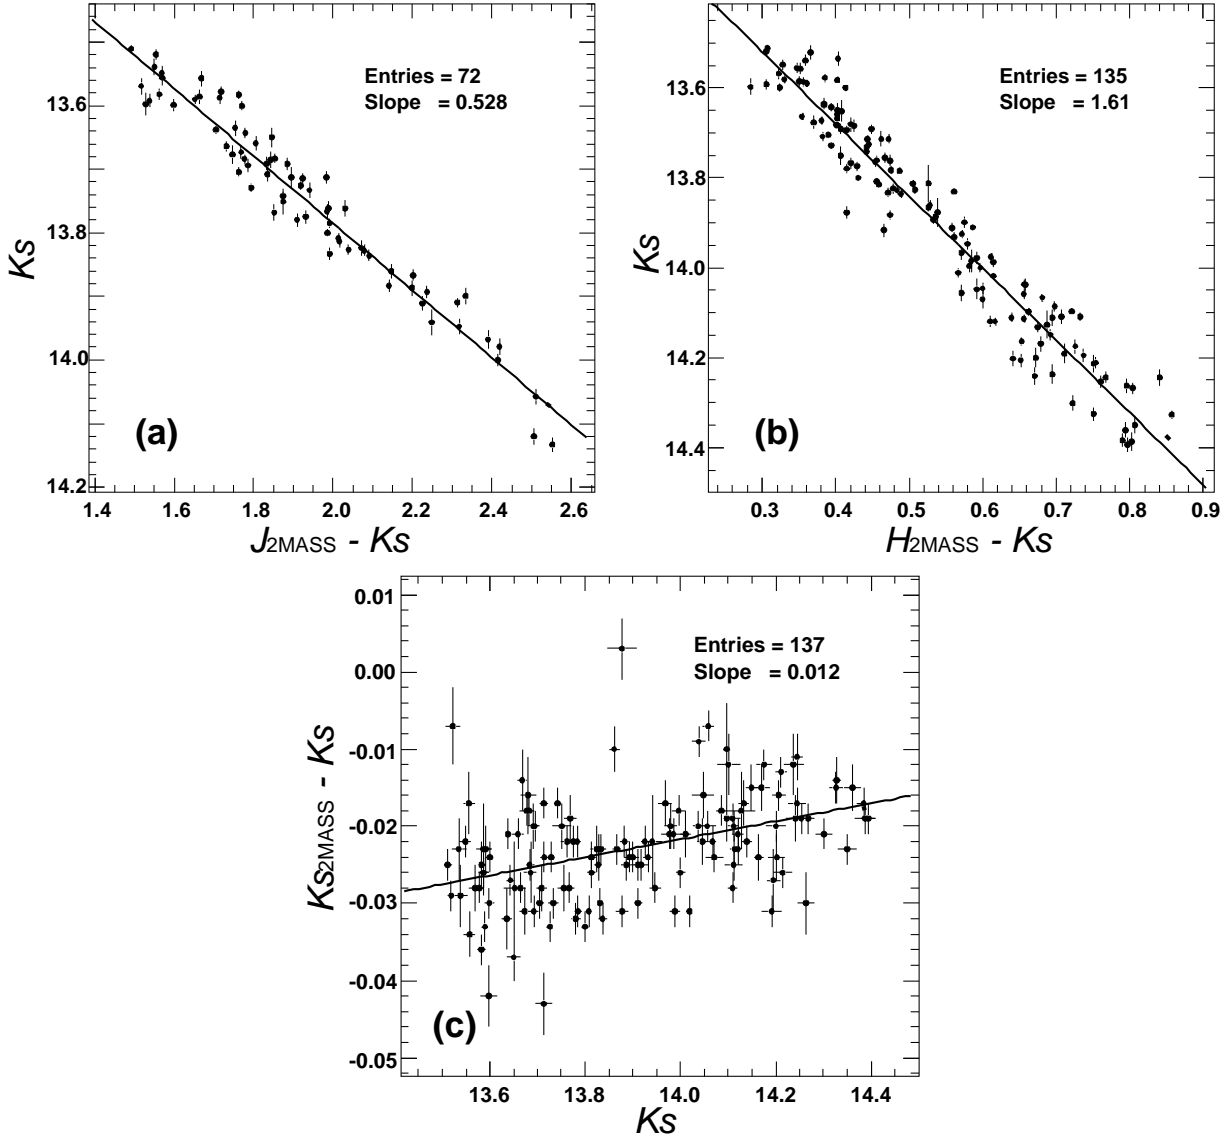 Entries = 72
Slope = 0.528
13.6
13.8
14.0
14.2
Ks
(a)
1.4 1.6 1.8 2.0 2.2 2.4 2.6
J2MASS - Ks
Entries = 135
Slope = 1.61
13.6
13.8
14.0
14.2
14.4
Ks
(b)
0.3 0.4 0.5 0.6 0.7 0.8 0.9
H2MASS - Ks
Entries = 137
Slope = 0.012
0.01
0.00
-0.01
-0.02
-0.03
-0.04
-0.05
Ks2MASS - Ks
(c)
13.6 13.8 14.0 14.2 14.4
Ks